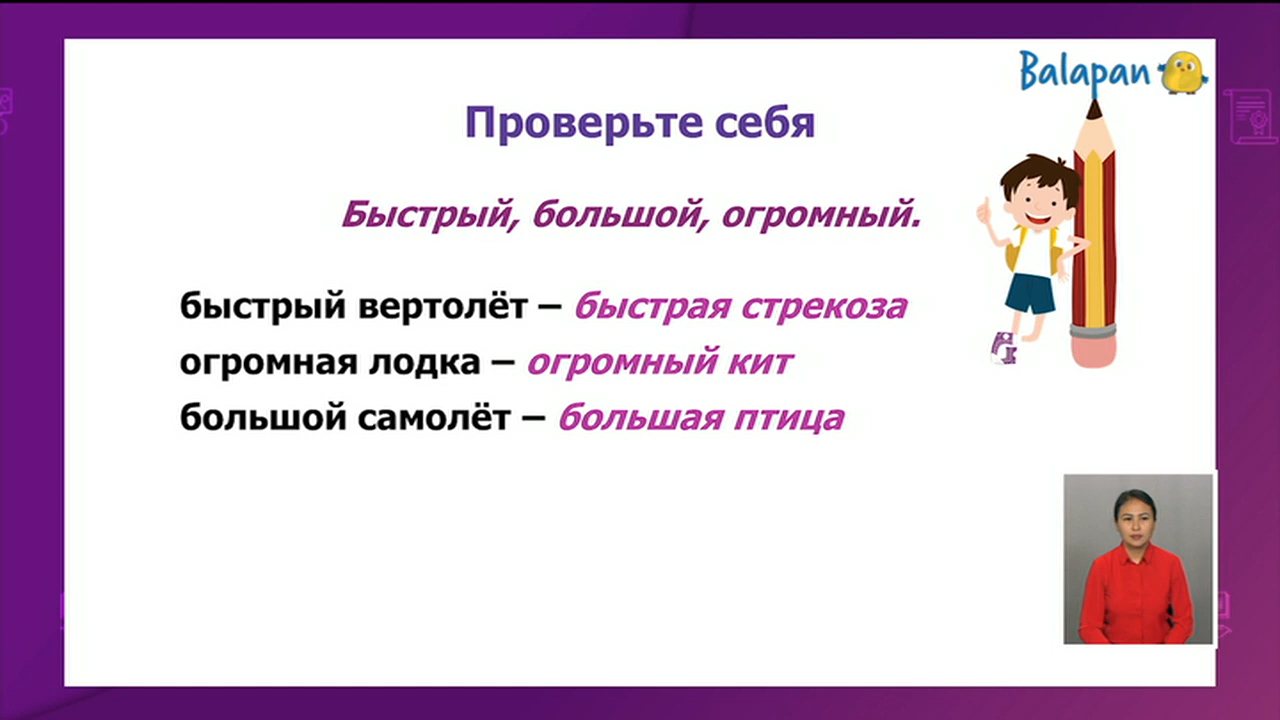 Balapan
Проверьте себя
Быстрый, большой, огромный.
быстрый вертолёт – быстрая стрекоза
огромная лодка – огромный кит
большой самолёт – большая птица